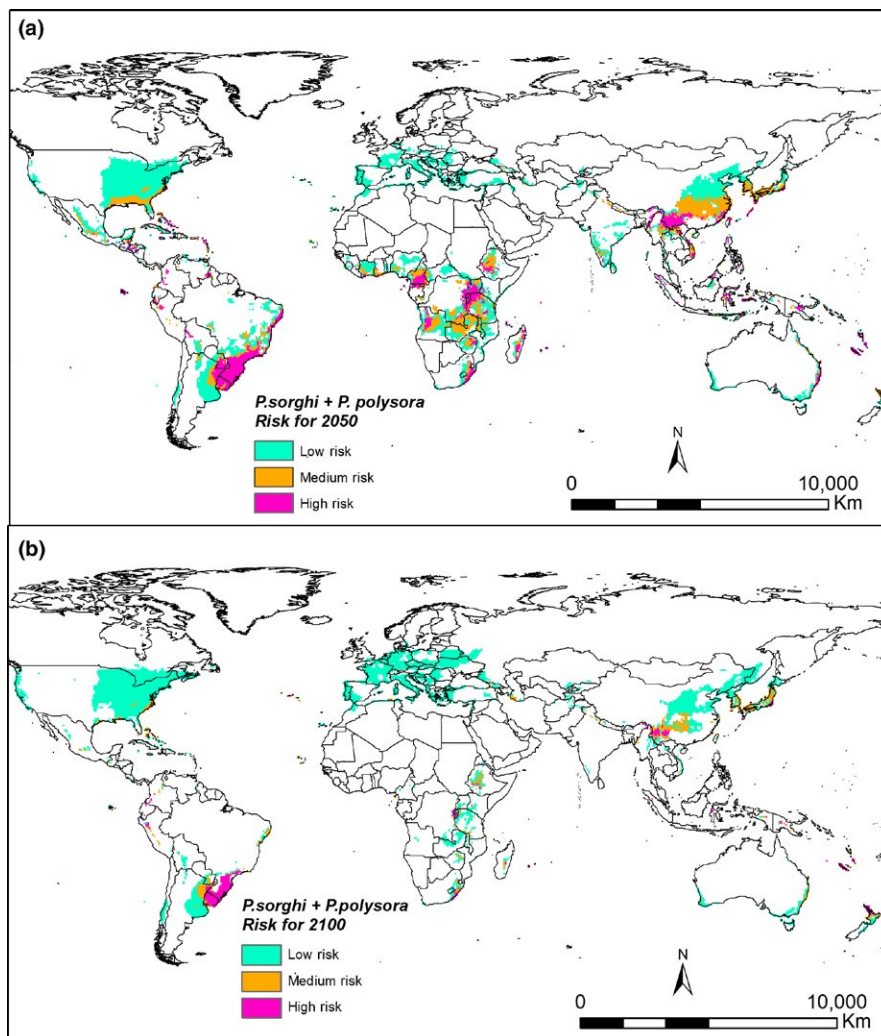 (a)
P.sorghi + P. polysora
Risk for 2050
Low risk
Medium risk
High risk
N
0 10,000
Km
(b)
P.sorghi + P.polysora
Risk for 2100
Low risk
Medium risk
High risk
N
0 10,000
Km